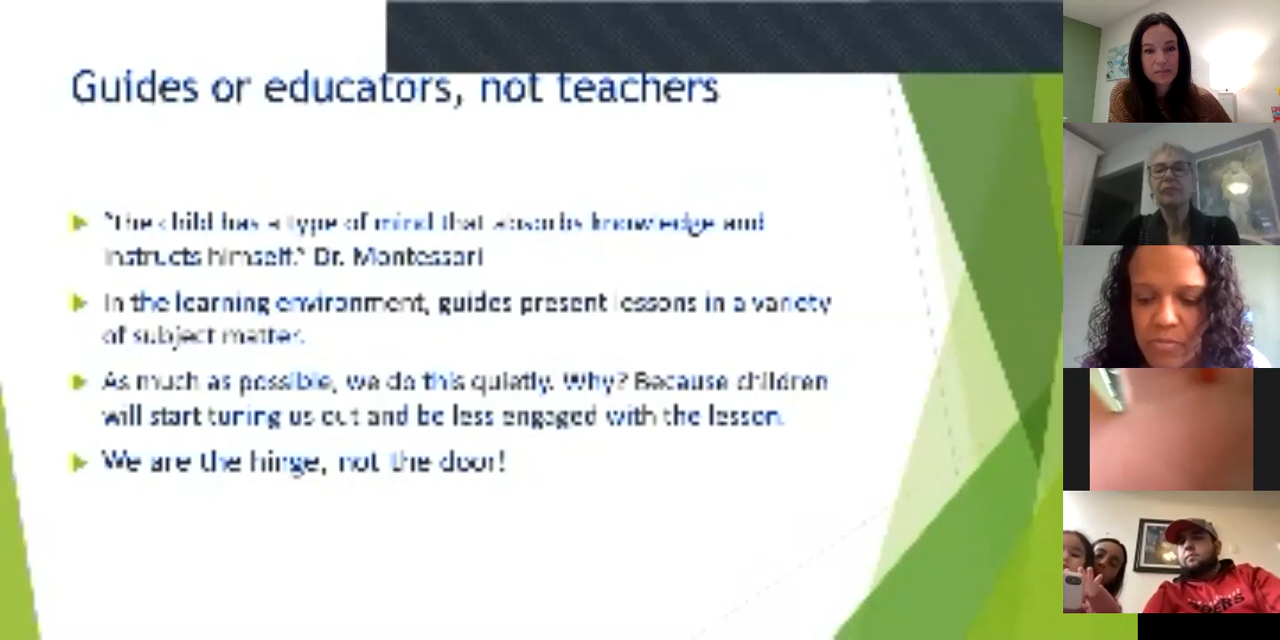 Guides or educators, not teachers
"The child has a type of mind that absorbs knowledge and
instructs himself." Dr. Montessori
In the learning environment, guides present lessons in a variety
of subject matter.
As much as possible, we do this quietly. Why? Because children
will start tuning us out and be less engaged with the lesson.
We are the hinge, not the door!